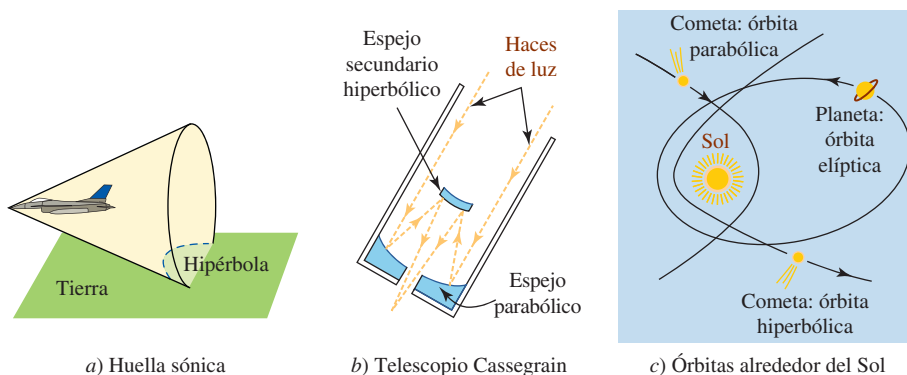 Tierra
Hipérbola
a) Huella sónica
Espejo
secundario
hiperbólico
Haces
de luz
Espejo
parabólico
b) Telescopio Cassegrain
Cometa: órbita
parabólica
Sol
Planeta:
órbita
elíptica
Cometa: órbita
hiperbólica
c) Órbitas alrededor del Sol